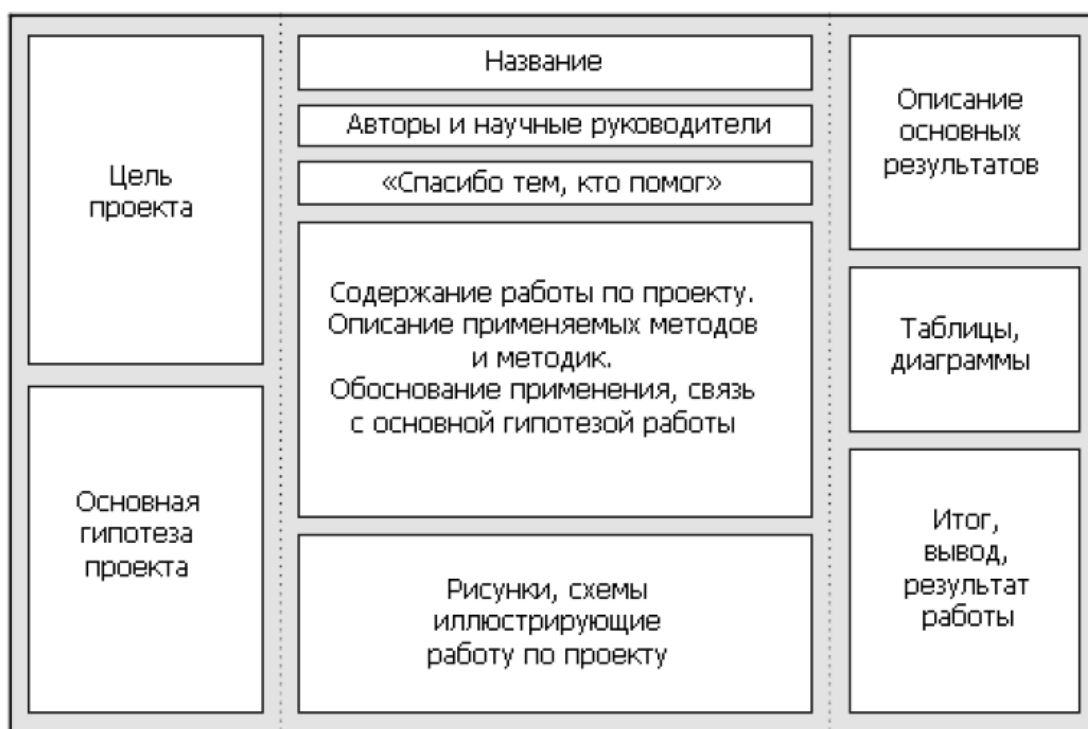 Цель
проекта
Основная
гипотеза
проекта
Название
Авторы и научные руководители
«Спасибо тем, кто помог»
Содержание работы по проекту.
Описание применяемых методов
и методик.
Обоснование применения, связь
с основной гипотезой работы
Рисунки, схемы
иллюстрирующие
работу по проекту
Описание
основных
результатов
Таблицы,
диаграммы
Итог,
вывод,
результат
работы